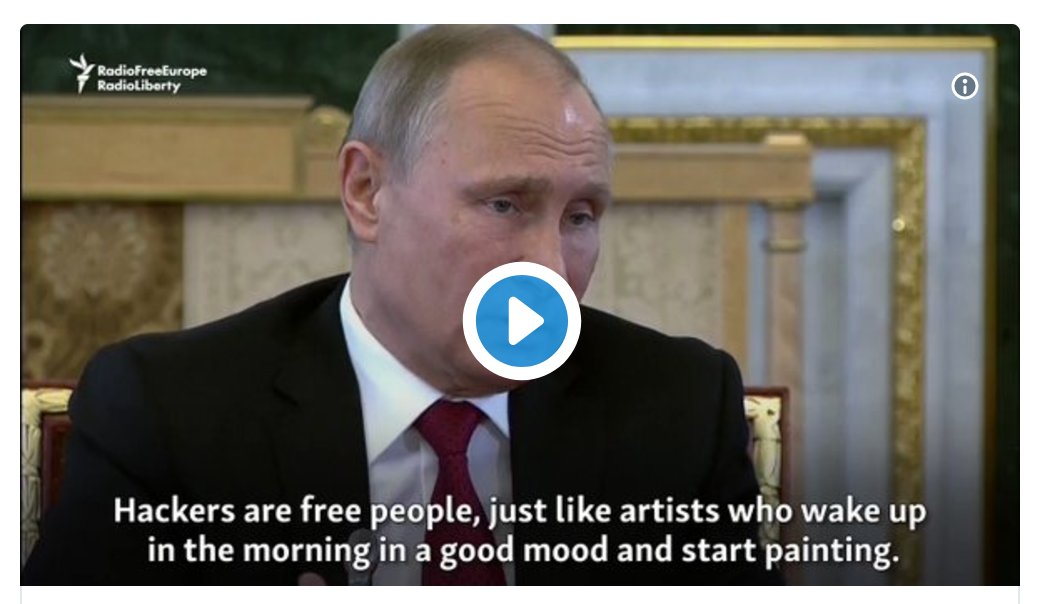 RadioFreeEurope
RadioLiberty
Hackers are free people, just like artists who wake up
in the morning in a good mood and start painting.